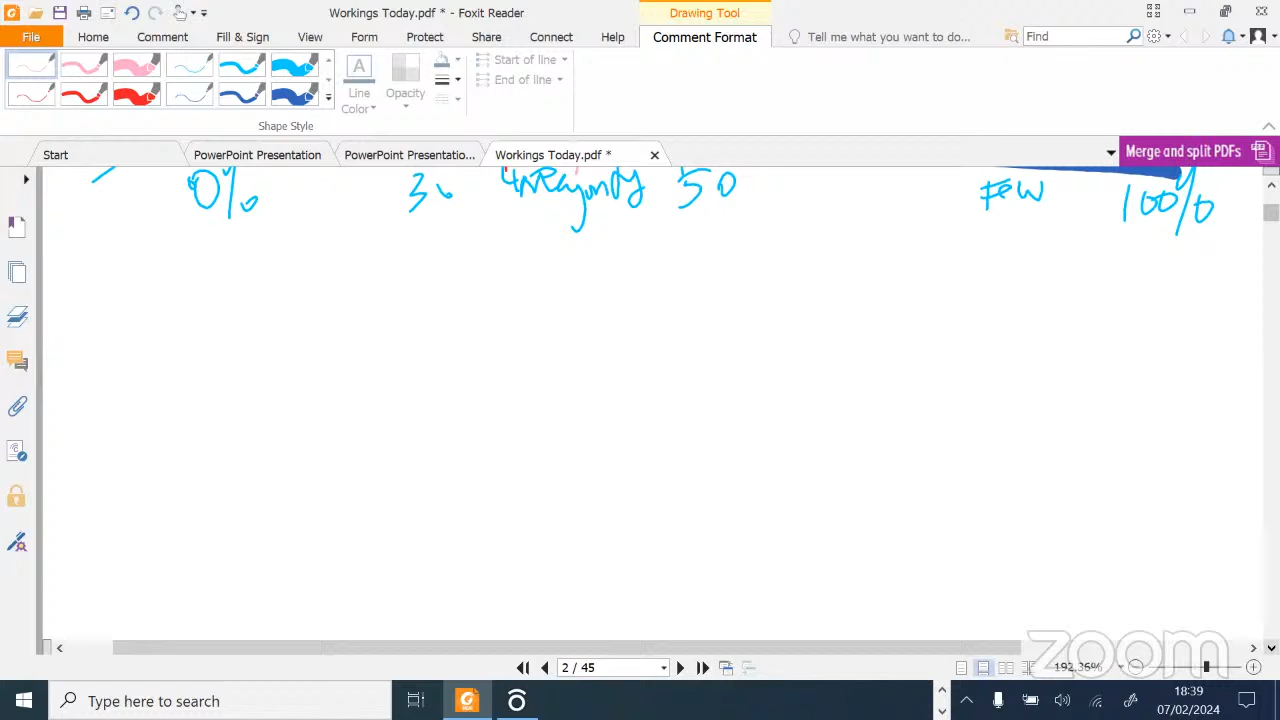 Workings Today.pdf * - Foxit Reader
Drawing Tool
File
Home
Comment
Fill & Sign
View
Form
Protect
Share
Connect
Help
Comment Format
Tell me what you want to do...
Find
Line
Color
Opacity
Start of line
End of line
Shape Style
Start
PowerPoint Presentation
PowerPoint Presentatio...
Workings Today.pdf *
Merge and split PDFs
0% 30 Majority 50 Few 100%
2 / 45
192.36%
zoom
Type here to search
18:39
07/02/2024